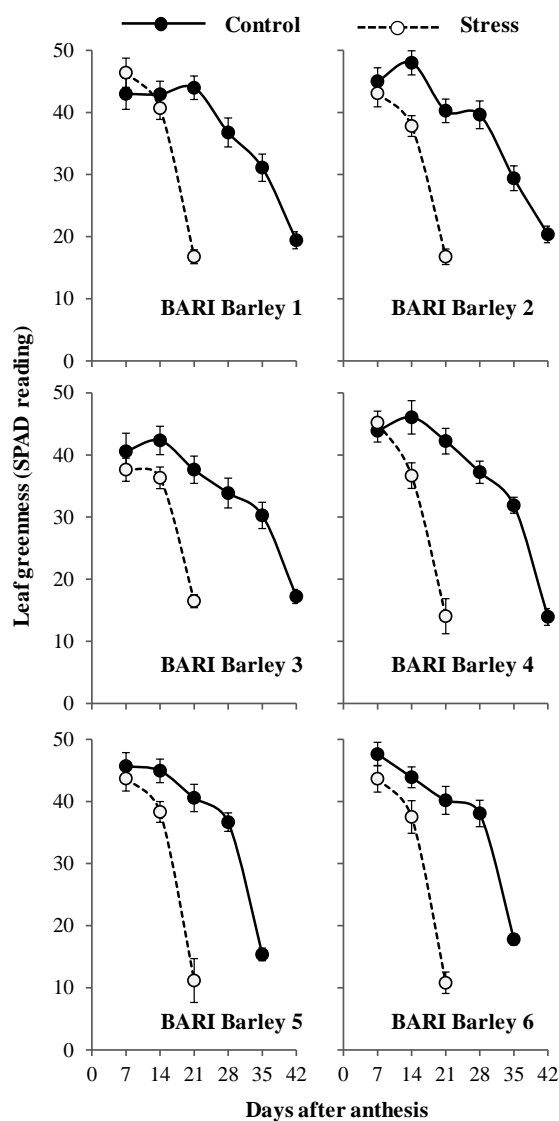 Control Stress
50
40
30
20
10
0
BARI Barley 1
BARI Barley 2
50
40
30
20
10
0
BARI Barley 3
BARI Barley 4
50
40
30
20
10
0
BARI Barley 5
BARI Barley 6
0 7 14 21 28 35 42
0 7 14 21 28 35 42
Leaf greenness (SPAD reading)
Days after anthesis